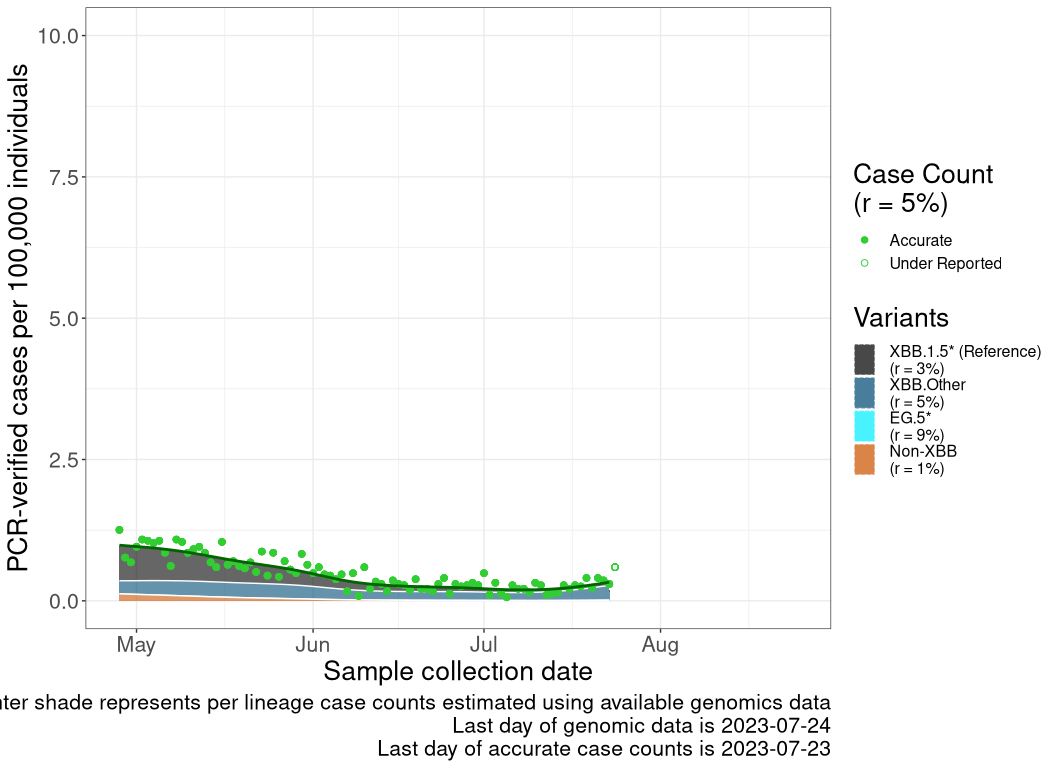 PCR-verified cases per 100,000 individuals
10.0
7.5
5.0
2.5
0.0
May Jun Jul Aug
Sample collection date
shade represents per lineage case counts estimated using available genomics data
Last day of genomic data is 2023-07-24
Last day of accurate case counts is 2023-07-23
Case Count
(r = 5%)
Accurate
Under Reported
Variants
XBB.1.5* (Reference)
(r = 3%)
XBB.Other
(r = 5%)
EG.5*
(r = 9%)
Non-XBB
(r = 1%)